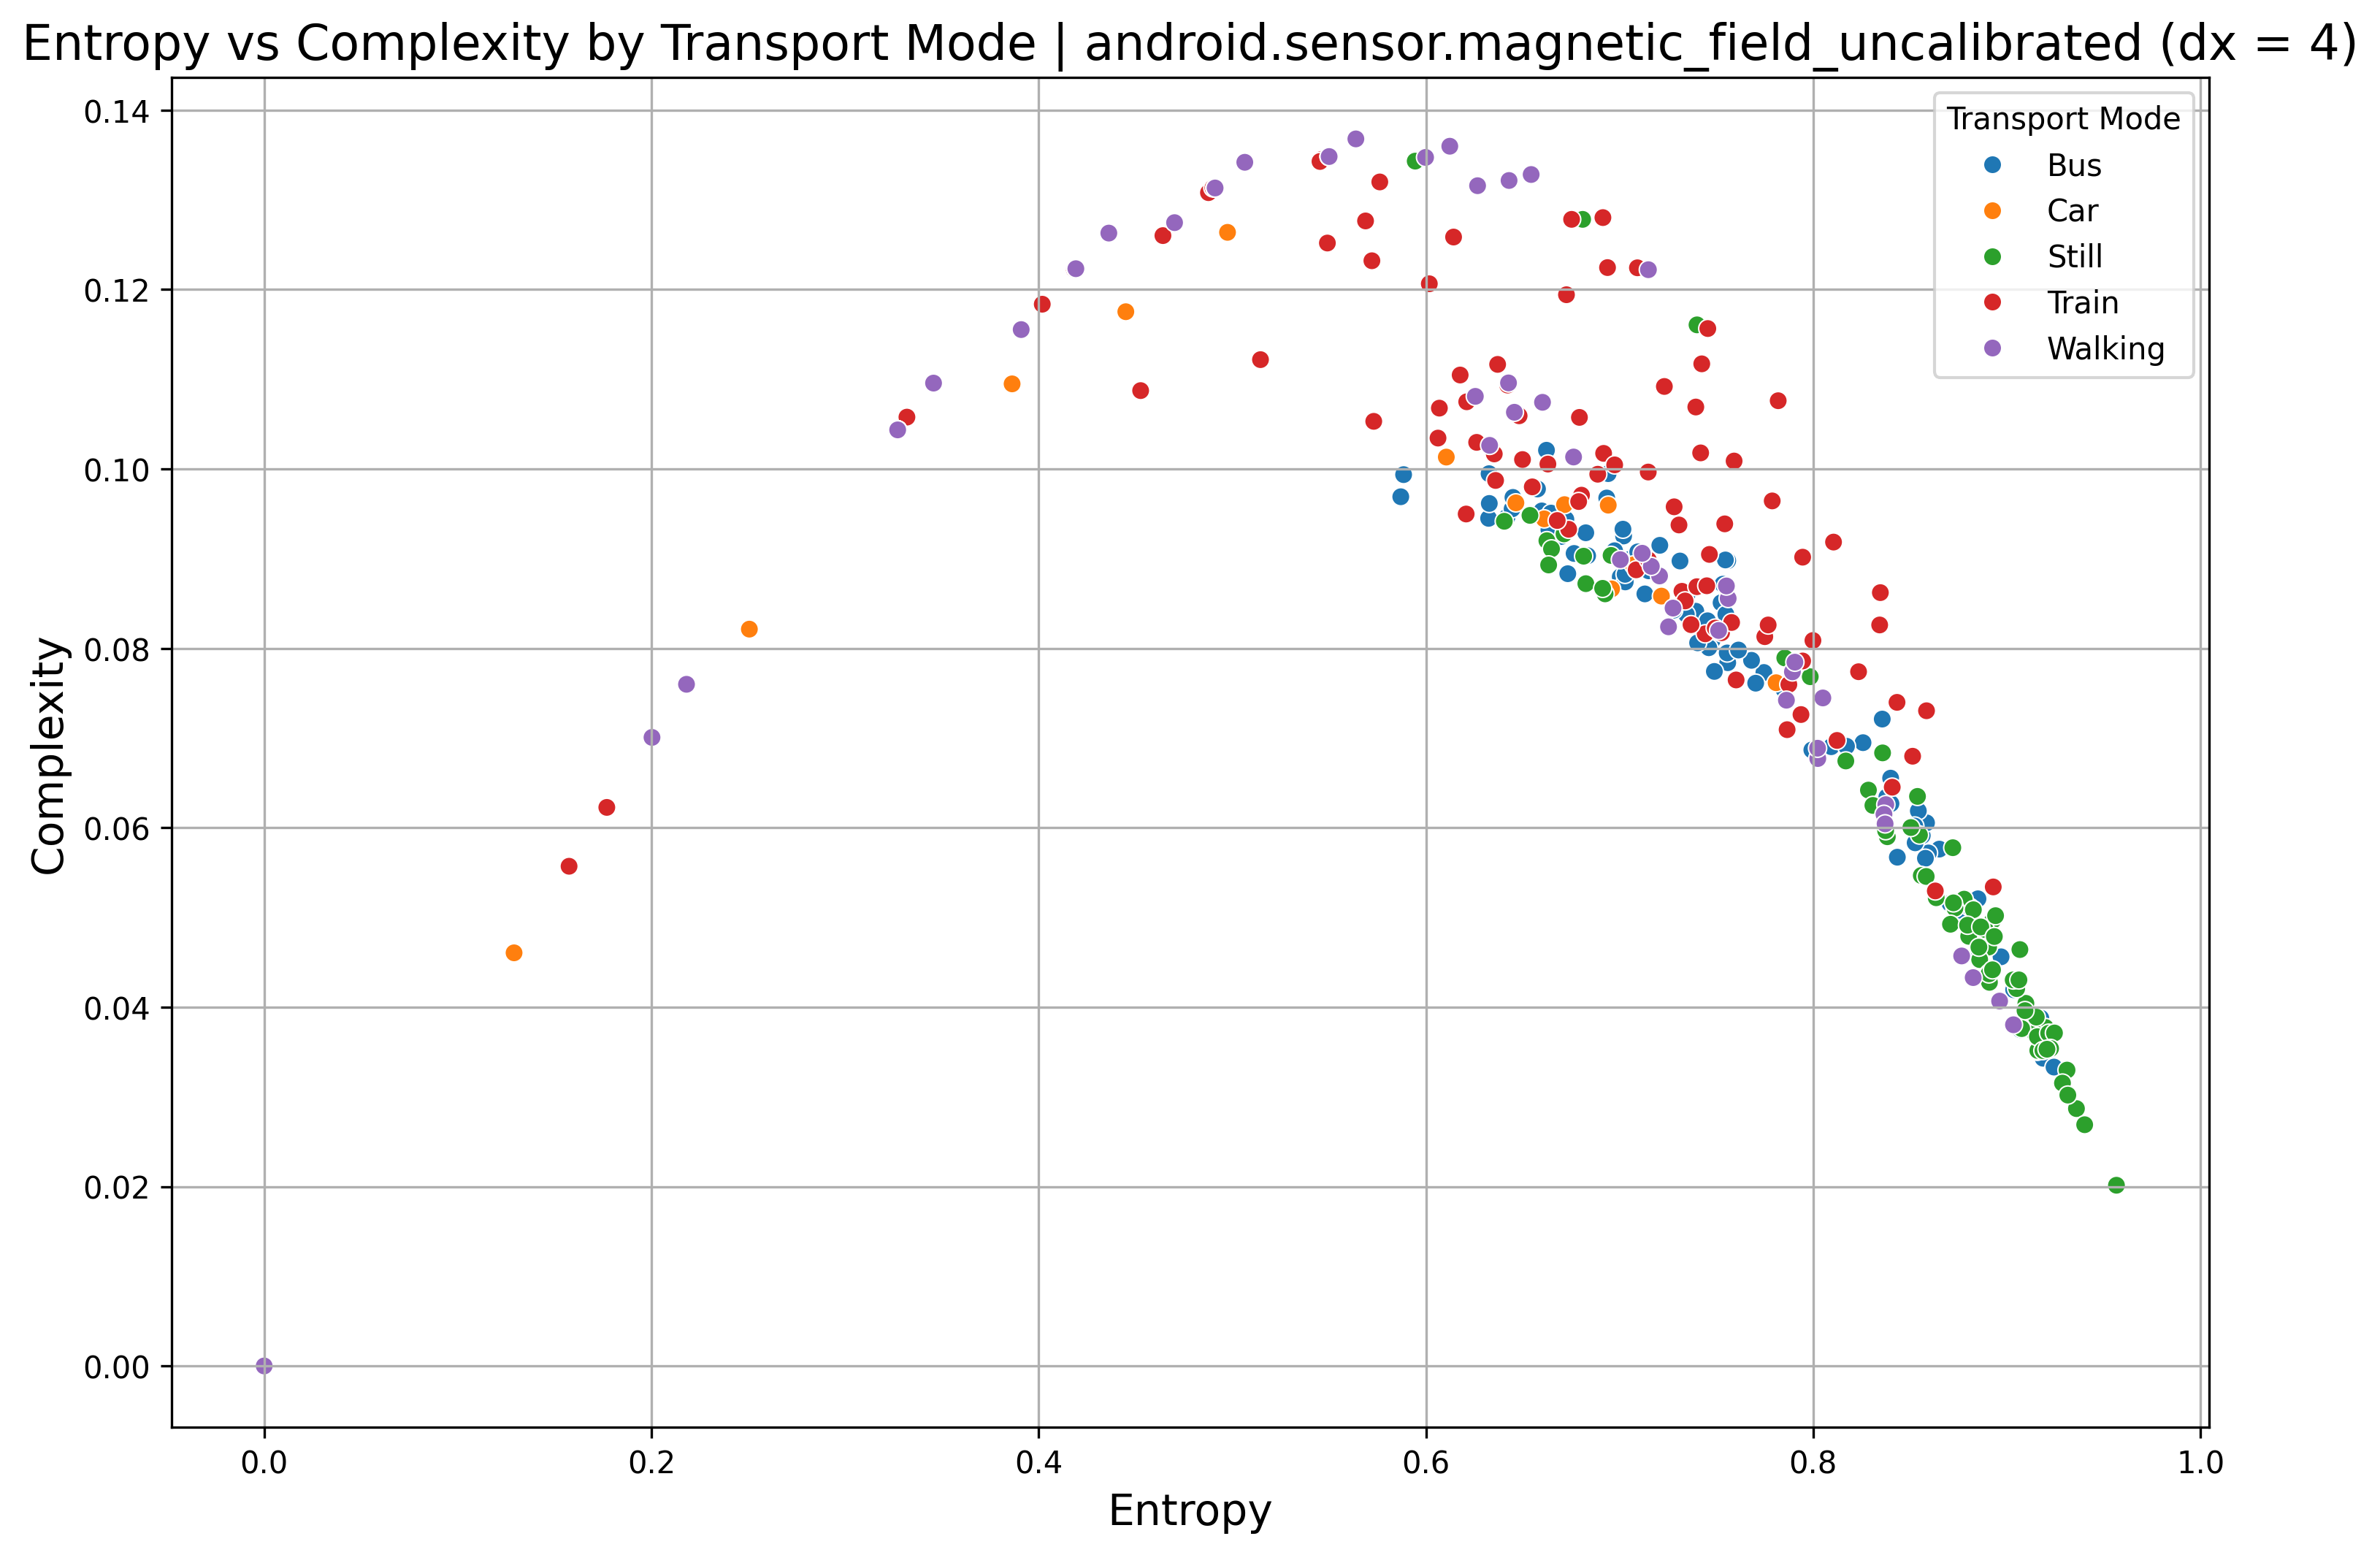 Entropy vs Complexity by Transport Mode | android.sensor.magnetic_field_uncalibrated (dx = 4)
Transport Mode
Bus
Car
Still
Train
Walking
Complexity
0.14
0.12
0.10
0.08
0.06
0.04
0.02
0.00
0.0 0.2 0.4 0.6 0.8 1.0
Entropy